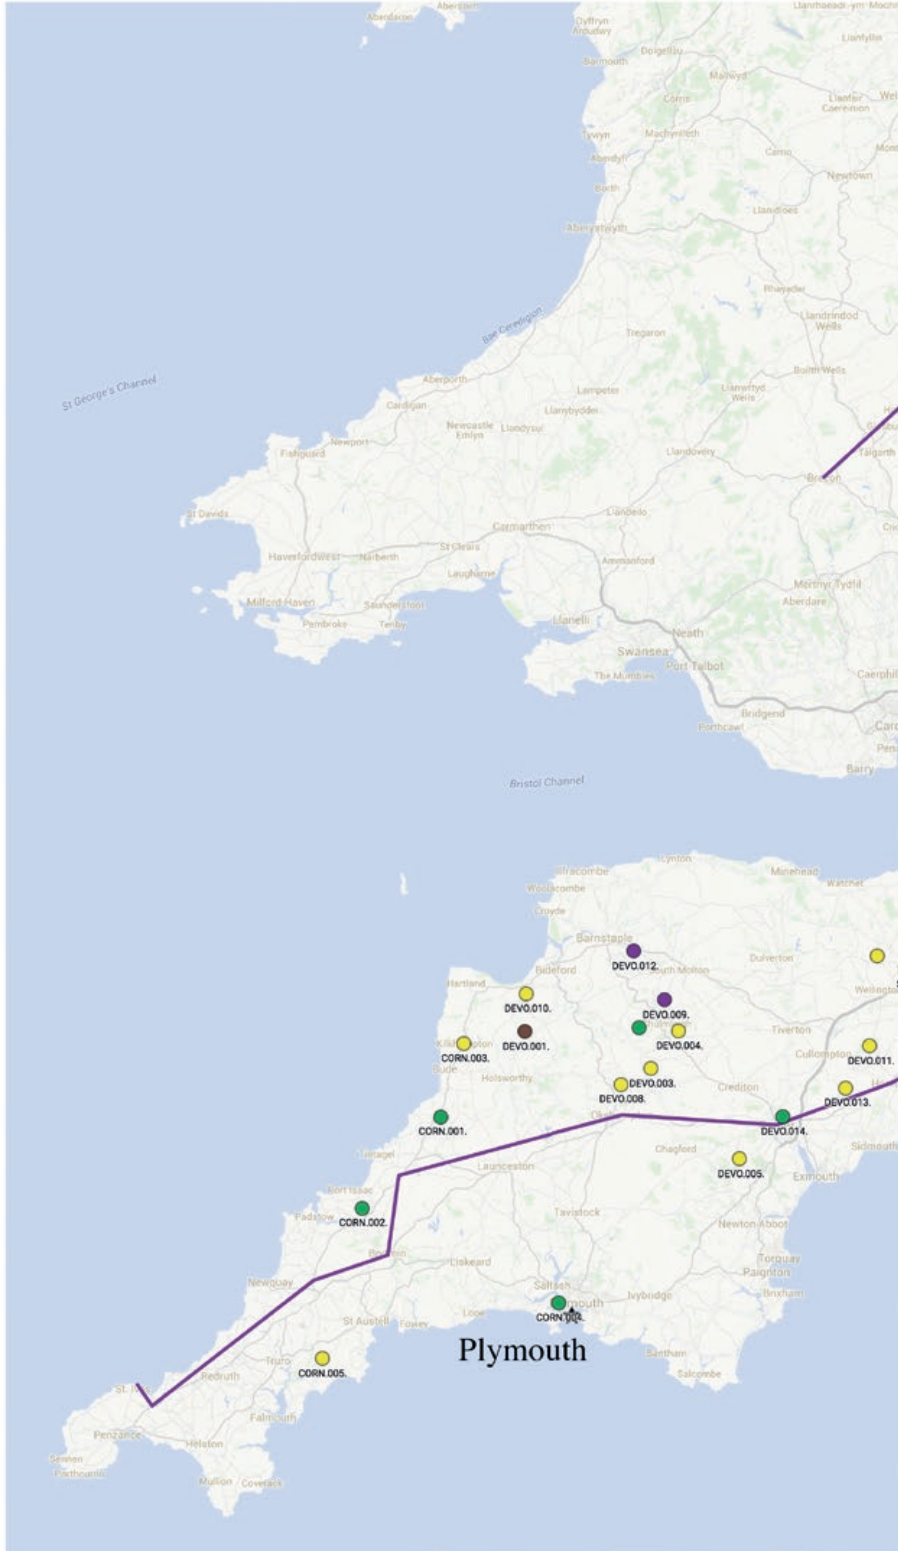 Aberdaron
Dyffryn
Ardudwy
Dolgellau
Llanfyllin
Barmouth
Mallwyd
Corris
Llanfair
Caereinion
Tywyn
Machynlleth
Carno
Newtown
Borth
Llanidloes
Aberystwyth
Rhayader
Bae Ceredigion
Llandrindod
Wells
Tregaron
St George's Channel
Builth Wells
Aberporth
Lampeter
Llanwrtyd
Wells
Cardigan
Llanybydder
Newcastle
Emlyn
Llandysul
Newport
Fishguard
Llandovery
Talgarth
St Davids
Llandeilo
Carmarthen
Haverfordwest
Narberth
St Clears
Ammanford
Laugharne
Merthyr Tydfil
Aberdare
Milford Haven
Saundersfoot
Pembroke
Tenby
Llanelli
Neath
Swansea
Port Talbot
The Mumbles
Bridgend
Porthcawl
Barry
Bristol Channel
Lynton
Ilfracombe
Minehead
Watchet
Woolacombe
Croyde
Barnstaple
DEVO.012.
South Molton
Dulverton
Bideford
Hartland
DEVO.010.
DEVO.009.
DEVO.001.
DEVO.004.
Tiverton
CORN.003.
Cullompton
DEVO.011.
Bude
Holsworthy
DEVO.003.
DEVO.008.
Crediton
DEVO.013.
CORN.001.
DEVO.014.
Chagford
Sidmouth
Launceston
DEVO.005.
Exmouth
Port Isaac
Padstow
CORN.002.
Tavistock
Newton Abbot
Liskeard
Torquay
Paignton
Newquay
Saltash
Ivybridge
Brixham
CORN.004.
St Austell
Fowey
Looe
Plymouth
Bantham
Truro
CORN.005.
Salcombe
Redruth
Falmouth
Penzance
Helston
Sennen
Porthcurno
Mullion
Coverack